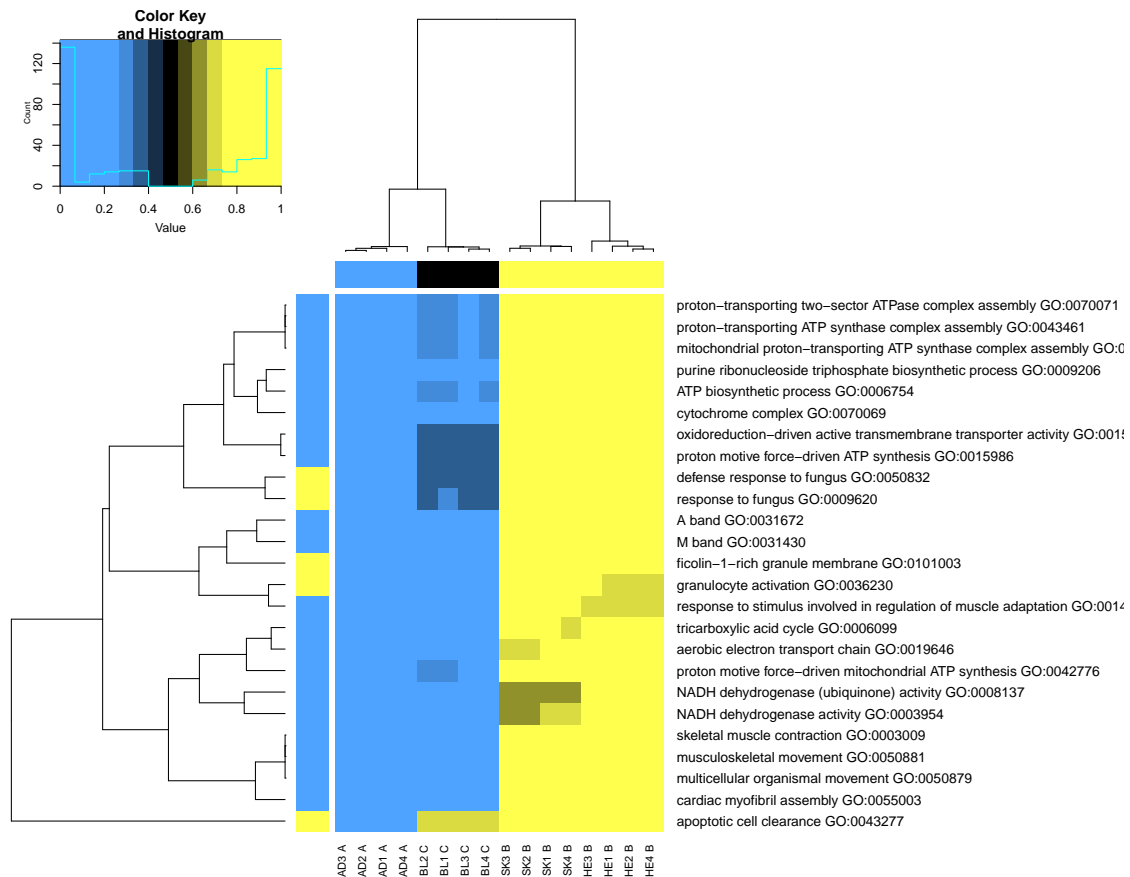 Color Key
and Histogram
Count
0
40
80
120
0
0.2
0.4
0.6
0.8
1
Value
proton−transporting two−sector ATPase complex assembly GO:0070071
proton−transporting ATP synthase complex assembly GO:0043461
mitochondrial proton−transporting ATP synthase complex assembly GO:0
purine ribonucleoside triphosphate biosynthetic process GO:0009206
ATP biosynthetic process GO:0006754
cytochrome complex GO:0070069
oxidoreduction−driven active transmembrane transporter activity GO:0015
proton motive force−driven ATP synthesis GO:0015986
defense response to fungus GO:0050832
response to fungus GO:0009620
A band GO:0031672
M band GO:0031430
ficolin−1−rich granule membrane GO:0101003
granulocyte activation GO:0036230
response to stimulus involved in regulation of muscle adaptation GO:0014
tricarboxylic acid cycle GO:0006099
aerobic electron transport chain GO:0019646
proton motive force−driven mitochondrial ATP synthesis GO:0042776
NADH dehydrogenase (ubiquinone) activity GO:0008137
NADH dehydrogenase activity GO:0003954
skeletal muscle contraction GO:0003009
musculoskeletal movement GO:0050881
multicellular organismal movement GO:0050879
cardiac myofibril assembly GO:0055003
apoptotic cell clearance GO:0043277
AD3 A
AD2 A
AD1 A
AD4 A
BL2 C
BL1 C
BL3 C
BL4 C
SK3 B
SK2 B
SK1 B
SK4 B
HE3 B
HE1 B
HE2 B
HE4 B